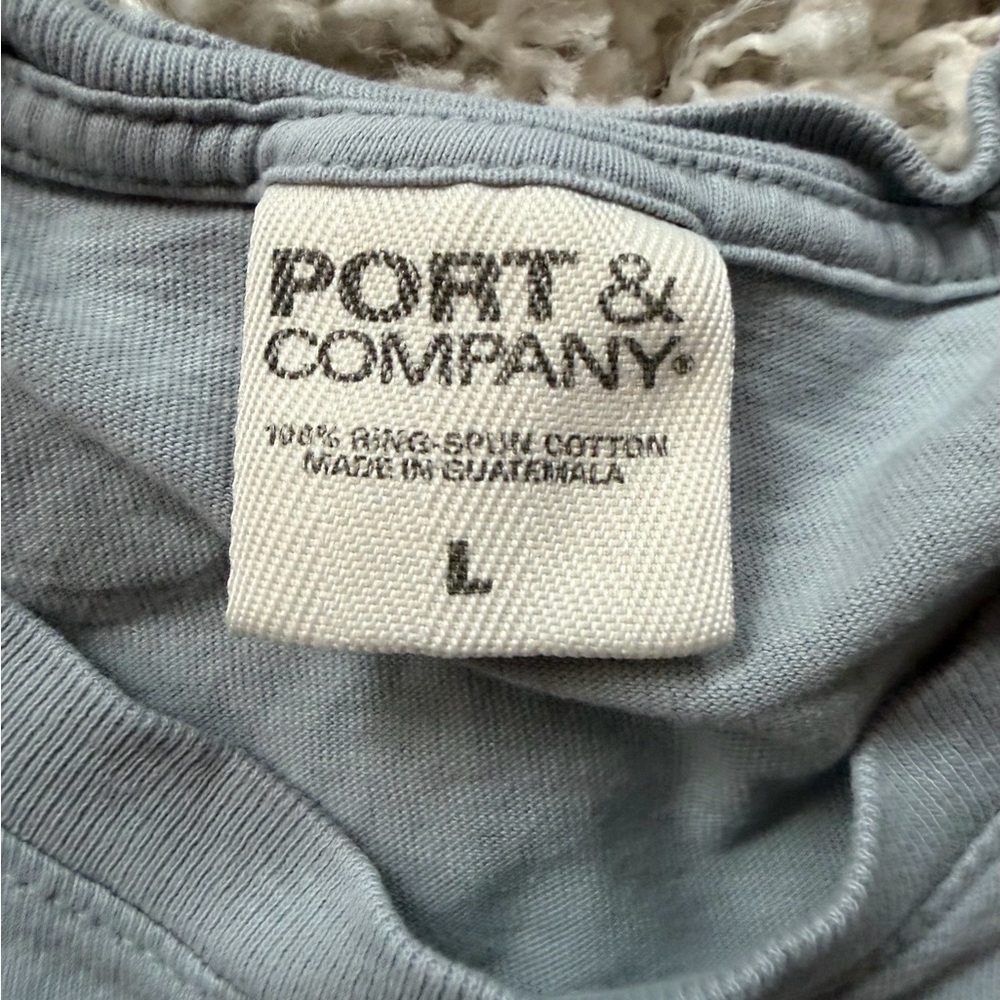 PORT &
COMPANY®
100% RING-SPUN COTTON
MADE IN GUATEMALA
L